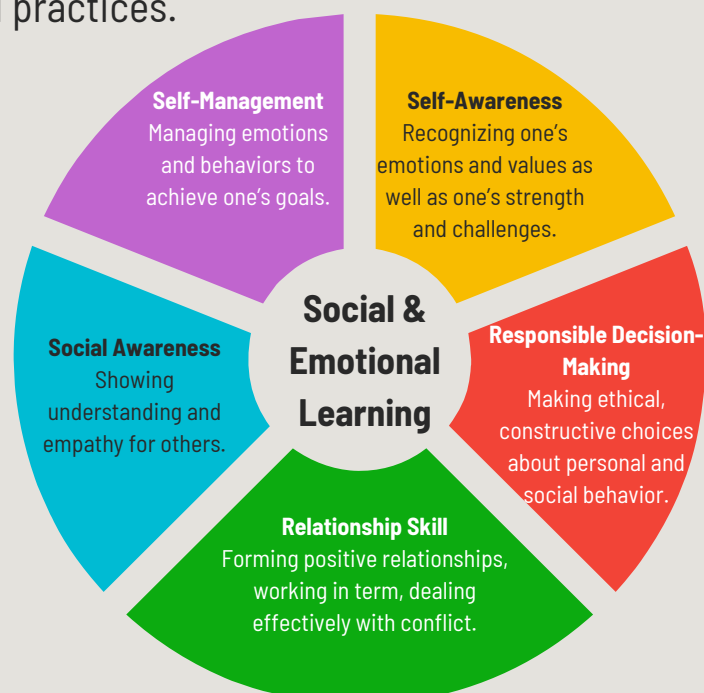 practices.
Self-Management
Managing emotions
and behaviors to
achieve one's goals.
Self-Awareness
Recognizing one's
emotions and values as
well as one's strength
and challenges.
Social &
Emotional
Learning
Responsible Decision-
Making
Making ethical,
constructive choices
about personal and
social behavior.
Social Awareness
Showing
understanding and
empathy for others.
Relationship Skill
Forming positive relationships,
working in term, dealing
effectively with conflict.